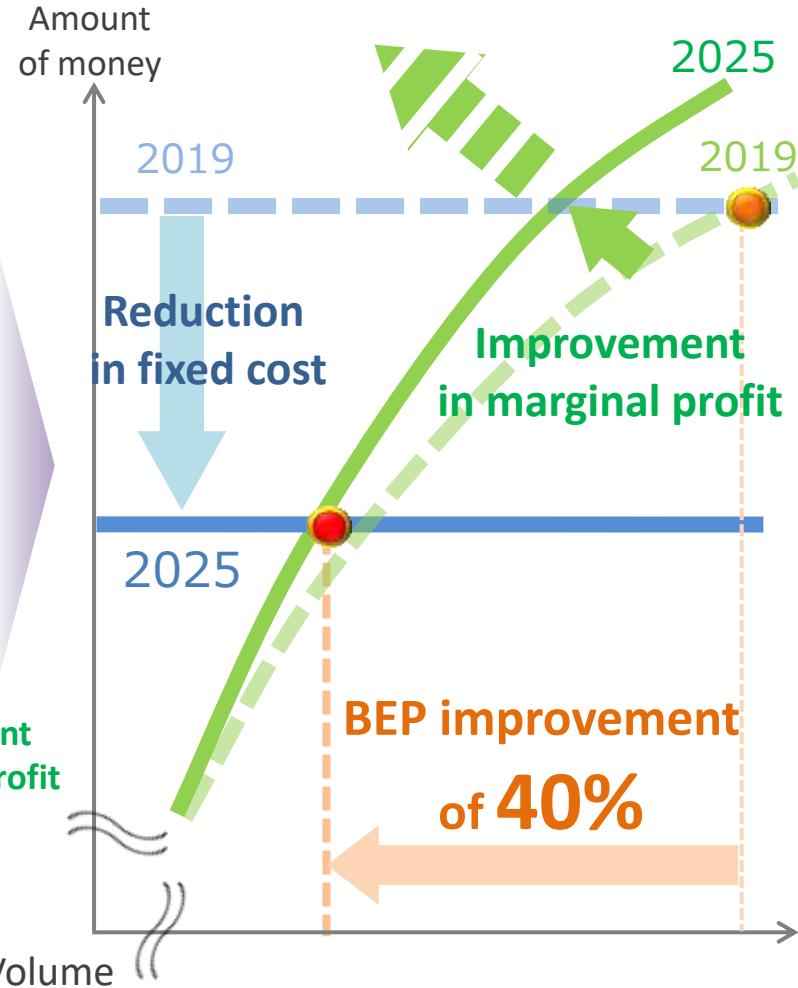 Amount
of money
2025
2019
2019
Reduction
in fixed cost
Improvement
in marginal profit
2025
BEP improvement
of 40%
Volume